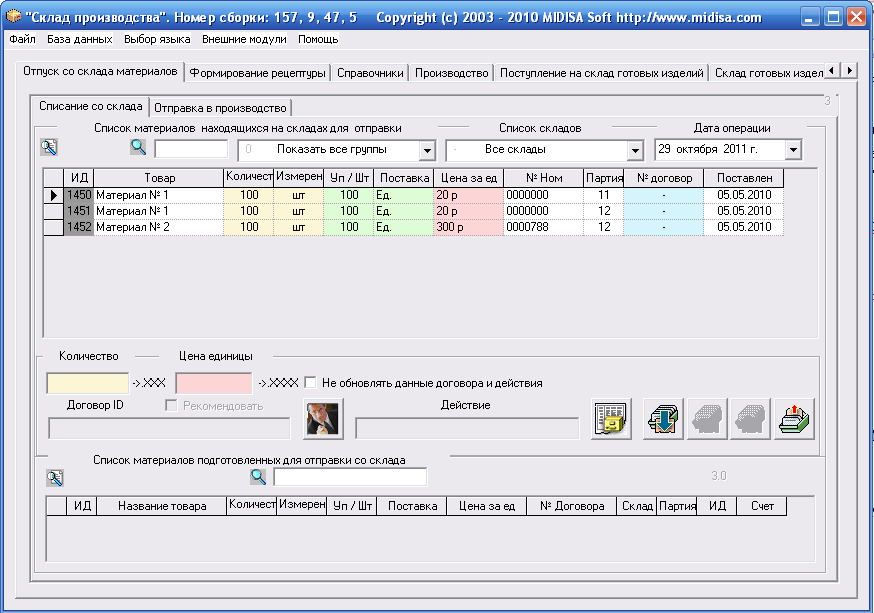 "Склад производства". Номер сборки: 157, 9, 47, 5 Copyright (c) 2003 - 2010 MIDISA Soft http://www.midisa.com
Файл База данных Выбор языка Внешние модули Помощь
Отпуск со склада материалов Формирование рецептуры Справочники Производство Поступление на склад готовых изделий Склад готовых издел
Списание со склада Отправка в производство 3
Список материалов находящихся на складах для отправки Список складов Дата операции
0 Показать все группы - Все склады 29 октября 2011 г.
ИД Товар Количест Измерен Уп / Шт Поставка Цена за ед № Ном Партия № договор Поставлен
1450 Материал № 1 100 шт 100 Ед. 20 р 0000000 11 - 05.05.2010
1451 Материал № 1 100 шт 100 Ед. 20 р 0000000 12 - 05.05.2010
1452 Материал № 2 100 шт 100 Ед. 300 р 0000788 12 - 05.05.2010
Количество Цена единицы
->.XXX ->.XXXX Не обновлять данные договора и действия
Договор ID Рекомендовать Действие
Список материалов подготовленных для отправки со склада
3.0
ИД Название товара Количест Измерен Уп / Шт Поставка Цена за ед № Договора Склад Партия ИД Счет